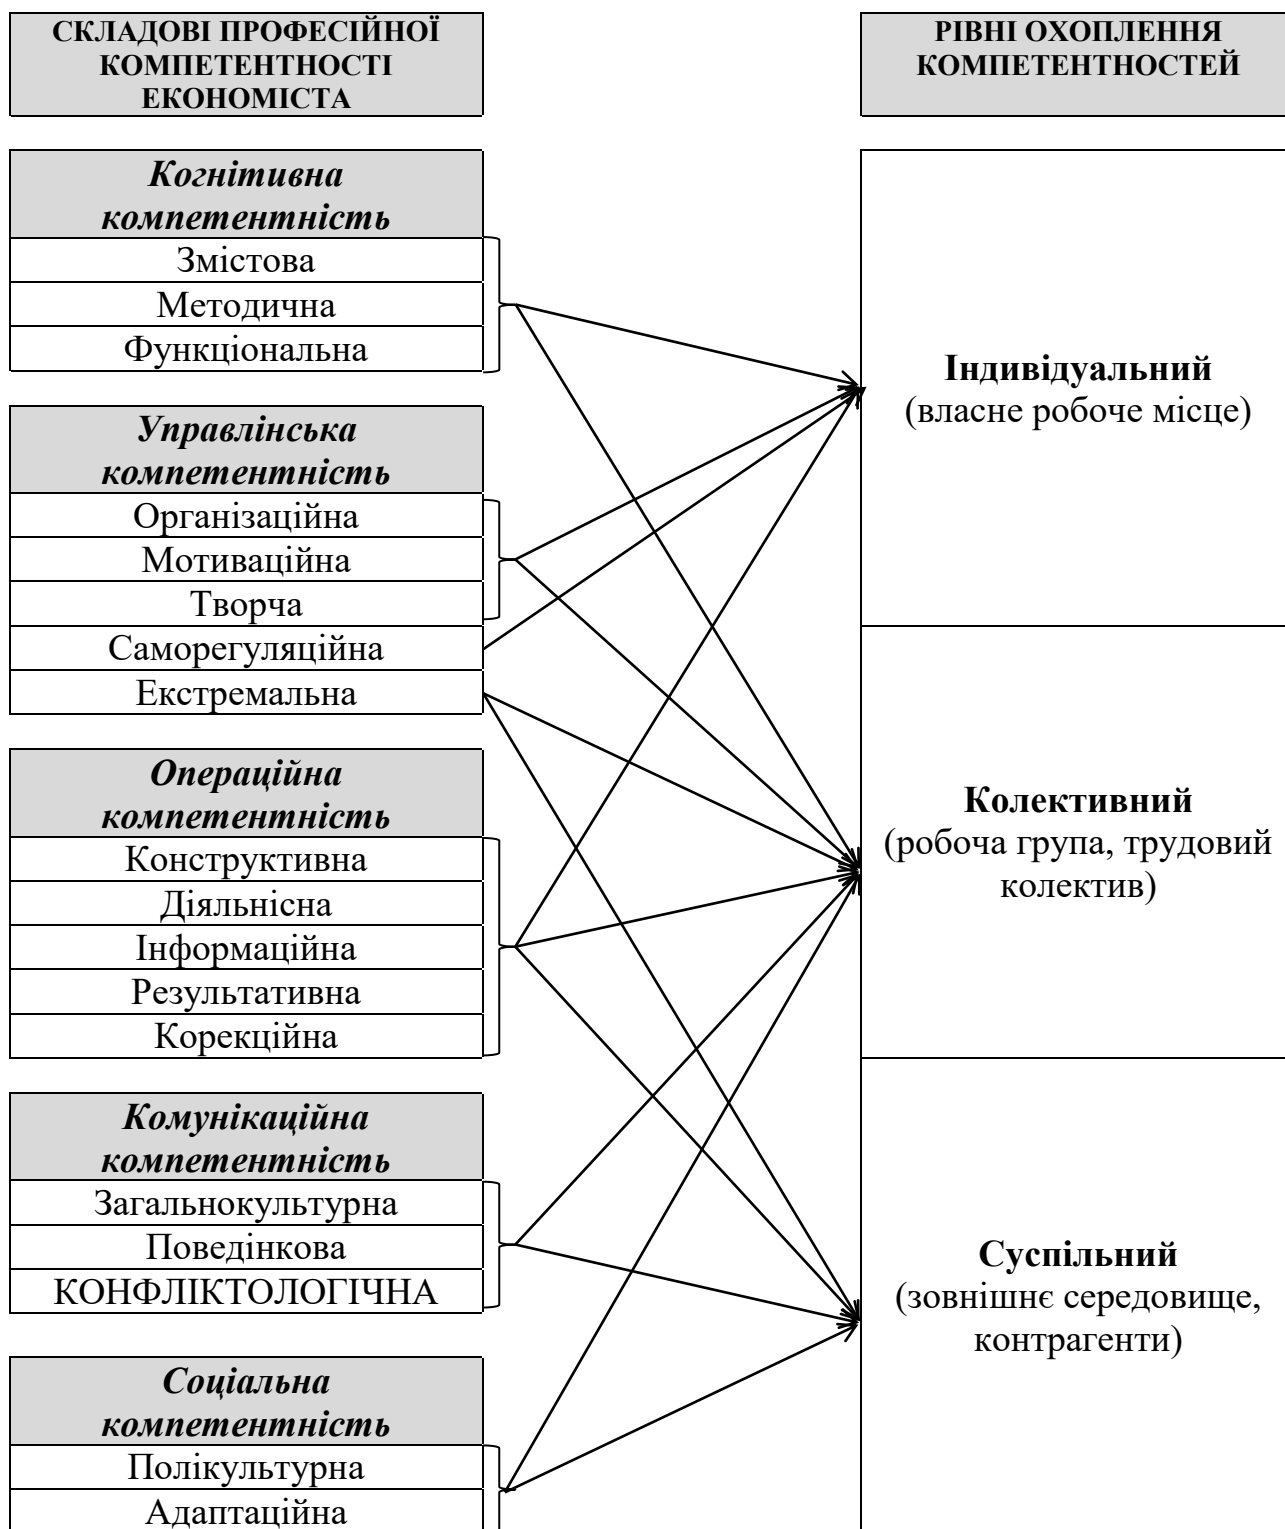 СКЛАДОВІ ПРОФЕСІЙНОЇ
КОМПЕТЕНТНОСТІ
ЕКОНОМІСТА
РІВНІ ОХОПЛЕННЯ
КОМПЕТЕНТНОСТЕЙ
Когнітивна
компетентність
Змістова
Методична
Функціональна
Управлінська
компетентність
Організаційна
Мотиваційна
Творча
Саморегуляційна
Екстремальна
Операційна
компетентність
Конструктивна
Діяльнісна
Інформаційна
Результативна
Корекційна
Комунікаційна
компетентність
Загальнокультурна
Поведінкова
КОНФЛІКТОЛОГІЧНА
Соціальна
компетентність
Полікультурна
Адаптаційна
Індивідуальний
(власне робоче місце)
Колективний
(робоча група, трудовий
колектив)
Суспільний
(зовнішнє середовище,
контрагенти)